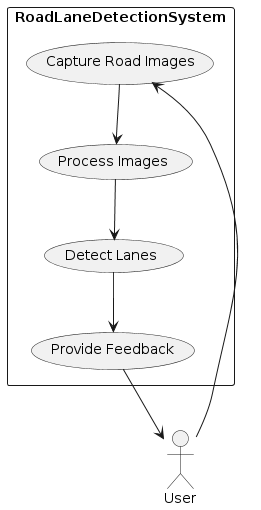 RoadLaneDetectionSystem
Capture Road Images
Process Images
Detect Lanes
Provide Feedback
User